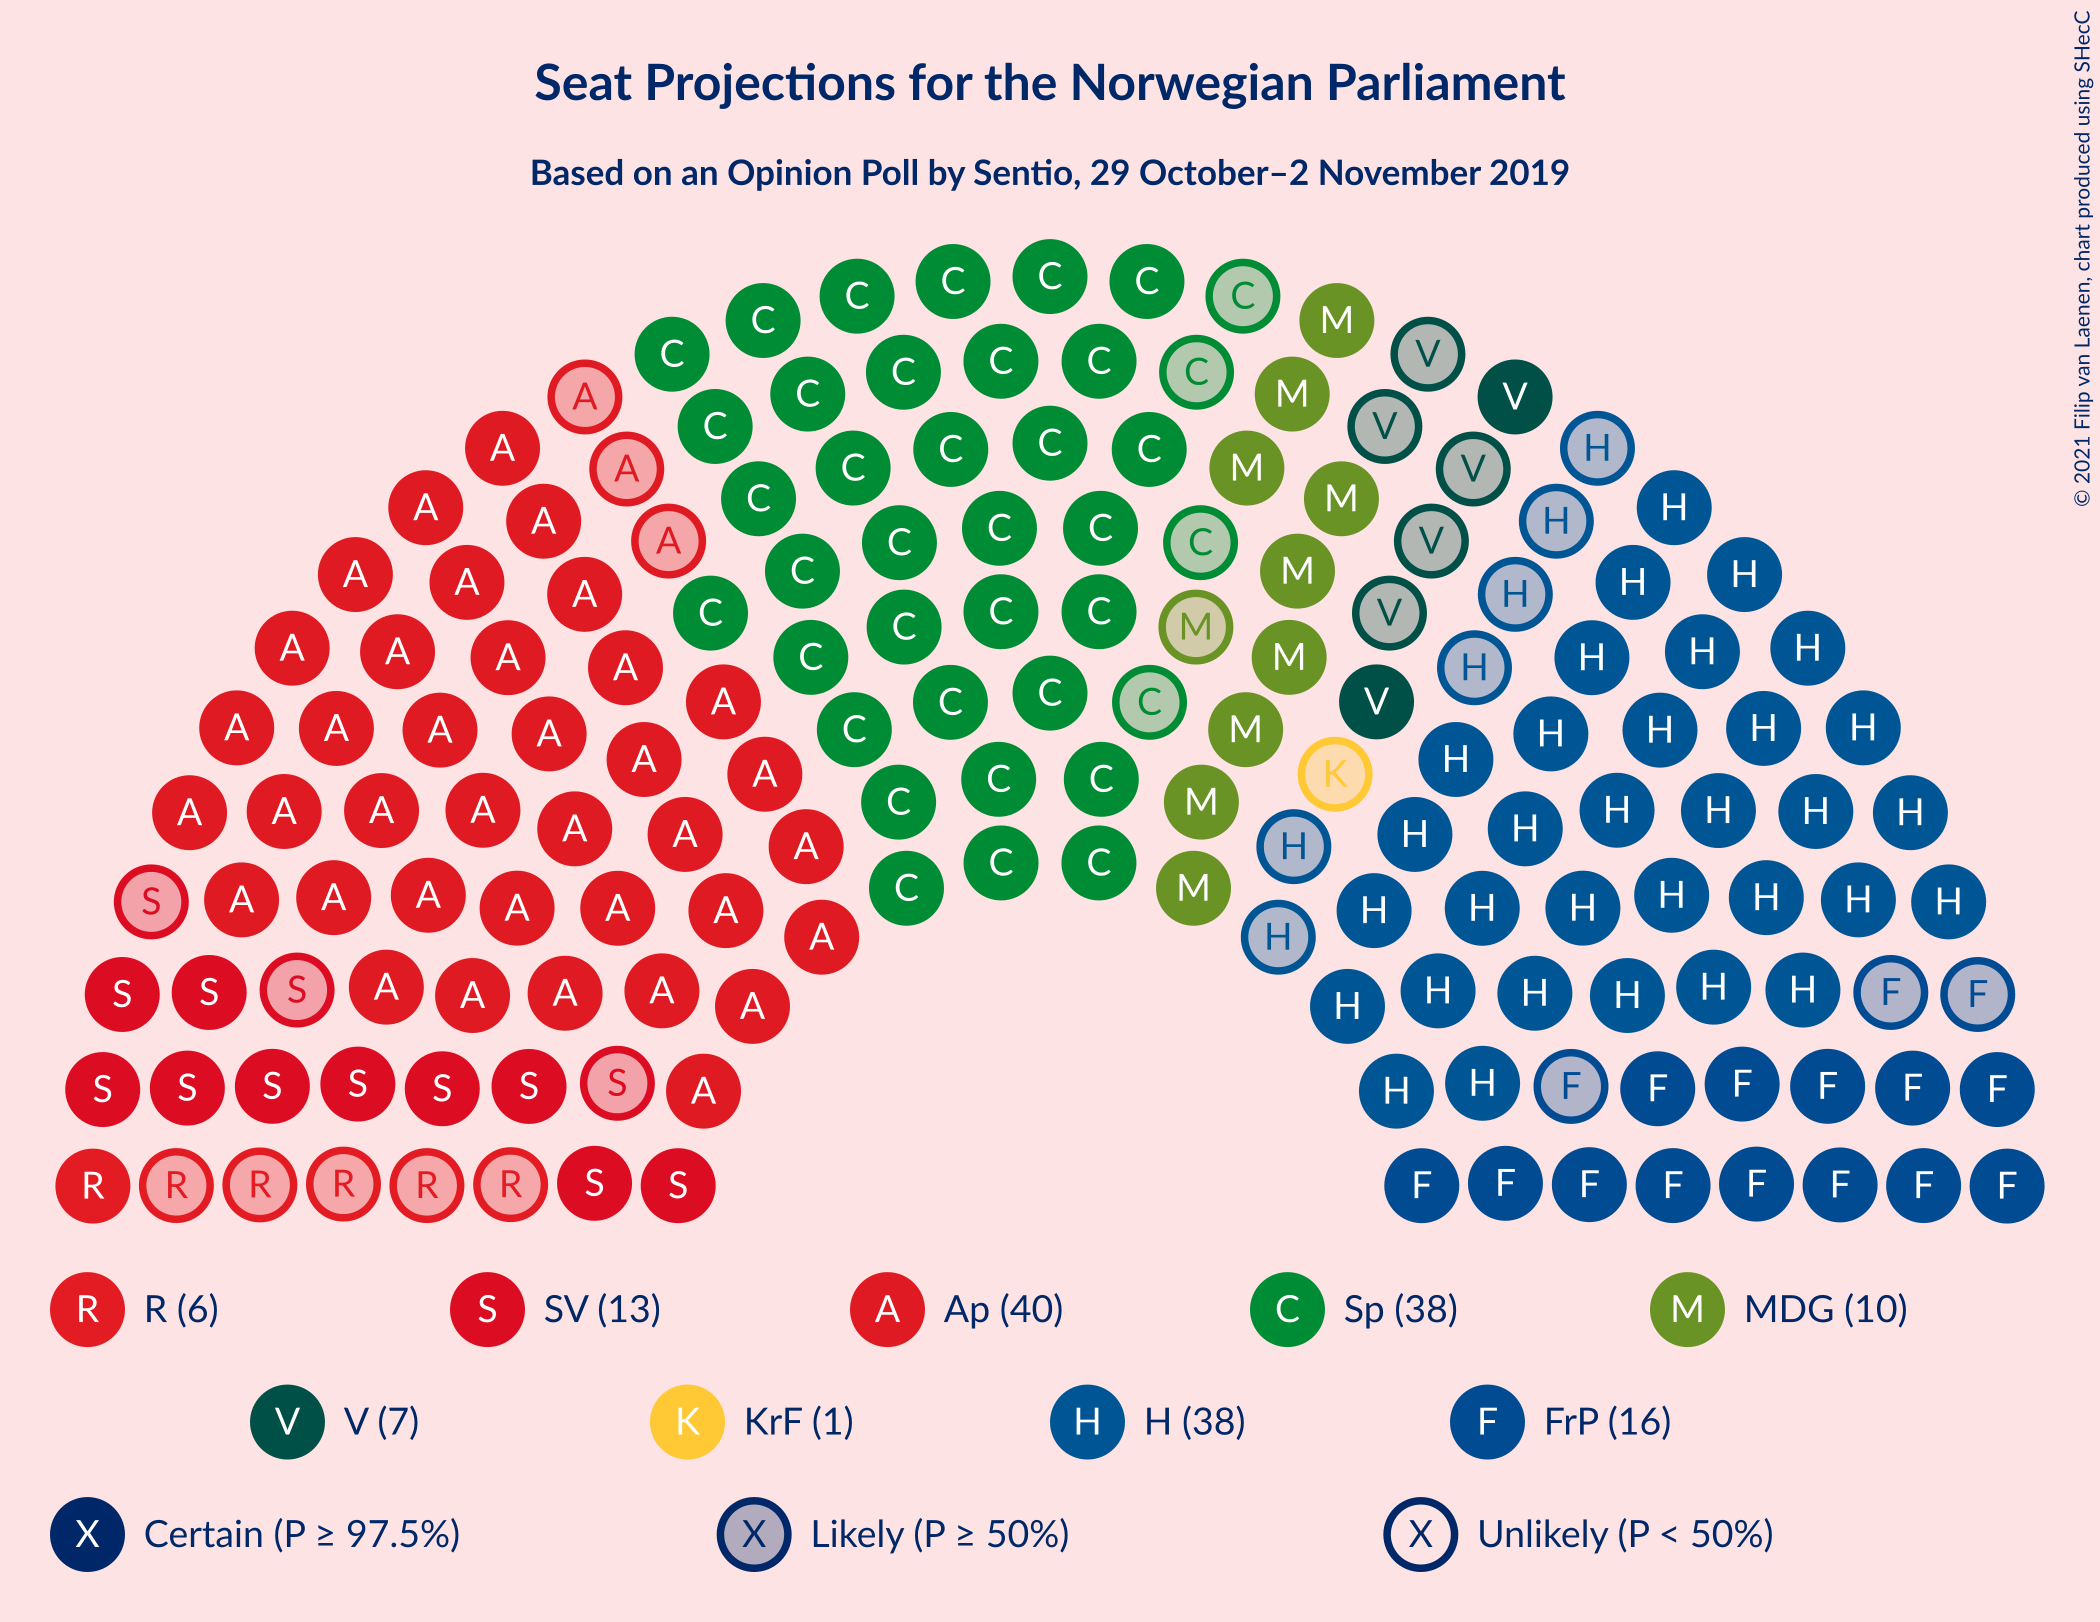 Seat Projections for the Norwegian Parliament
Based on an Opinion Poll by Sentio, 29 October–2 November 2019
© 2021 Filip van Laenen, chart produced using SHecC
C C C C C C C M
C C V V
A C C C C C C M V H
A A C C C C M V H H
A A A C C C M V H H
A A A C C C C M V H H
A A A A C C C C M M V H H H H
A A A A A C C C C M V H H H H H
A A A A A A C C C M K H H H H H
A A A A A A A C C C M H H H H H H H
S A A A A A A A C M H H H H H H H H
S S S A A A A A H H H H H H F F
S S S S S S S A H H F F F F F F
R R R R R R S S F F F F F F F F
R R (6) S SV (13) A Ap (40) C Sp (38) M MDG (10)
V V (7) K KrF (1) H H (38) F FrP (16)
X Certain (P ≥ 97.5%) X Likely (P ≥ 50%) X Unlikely (P < 50%)